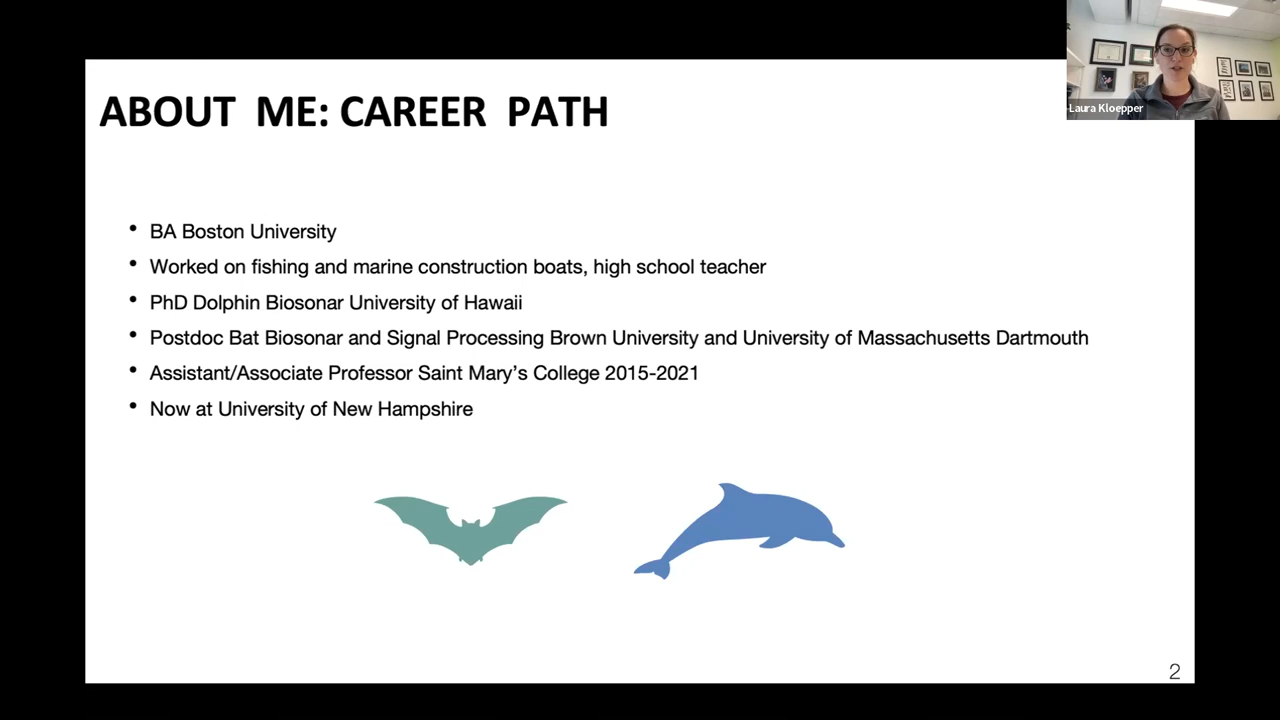 Laura Kloepper
ABOUT ME: CAREER PATH
• BA Boston University
• Worked on fishing and marine construction boats, high school teacher
• PhD Dolphin Biosonar University of Hawaii
• Postdoc Bat Biosonar and Signal Processing Brown University and University of Massachusetts Dartmouth
• Assistant/Associate Professor Saint Mary’s College 2015-2021
• Now at University of New Hampshire
2